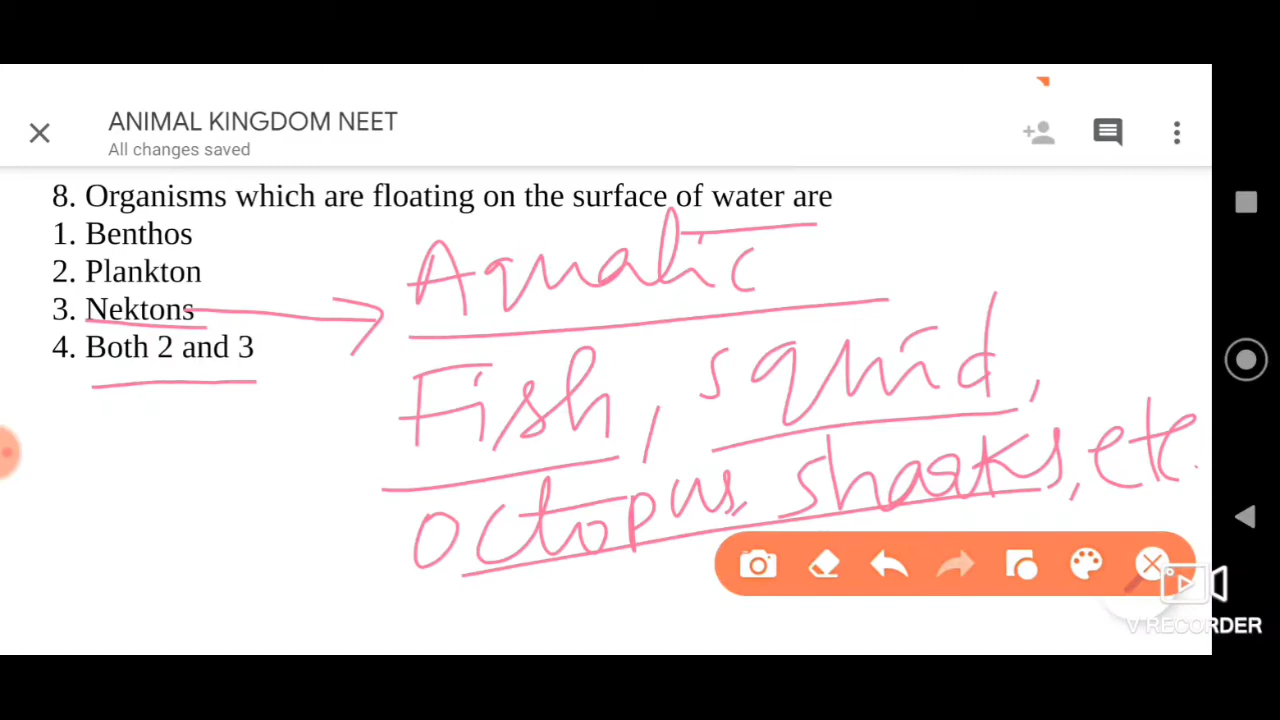 ANIMAL KINGDOM NEET
All changes saved
8. Organisms which are floating on the surface of water are
1. Benthos
2. Plankton
3. Nektons
4. Both 2 and 3
Aquatic
Fish, squid,
octopus, sharks, etc.
V RECORDER